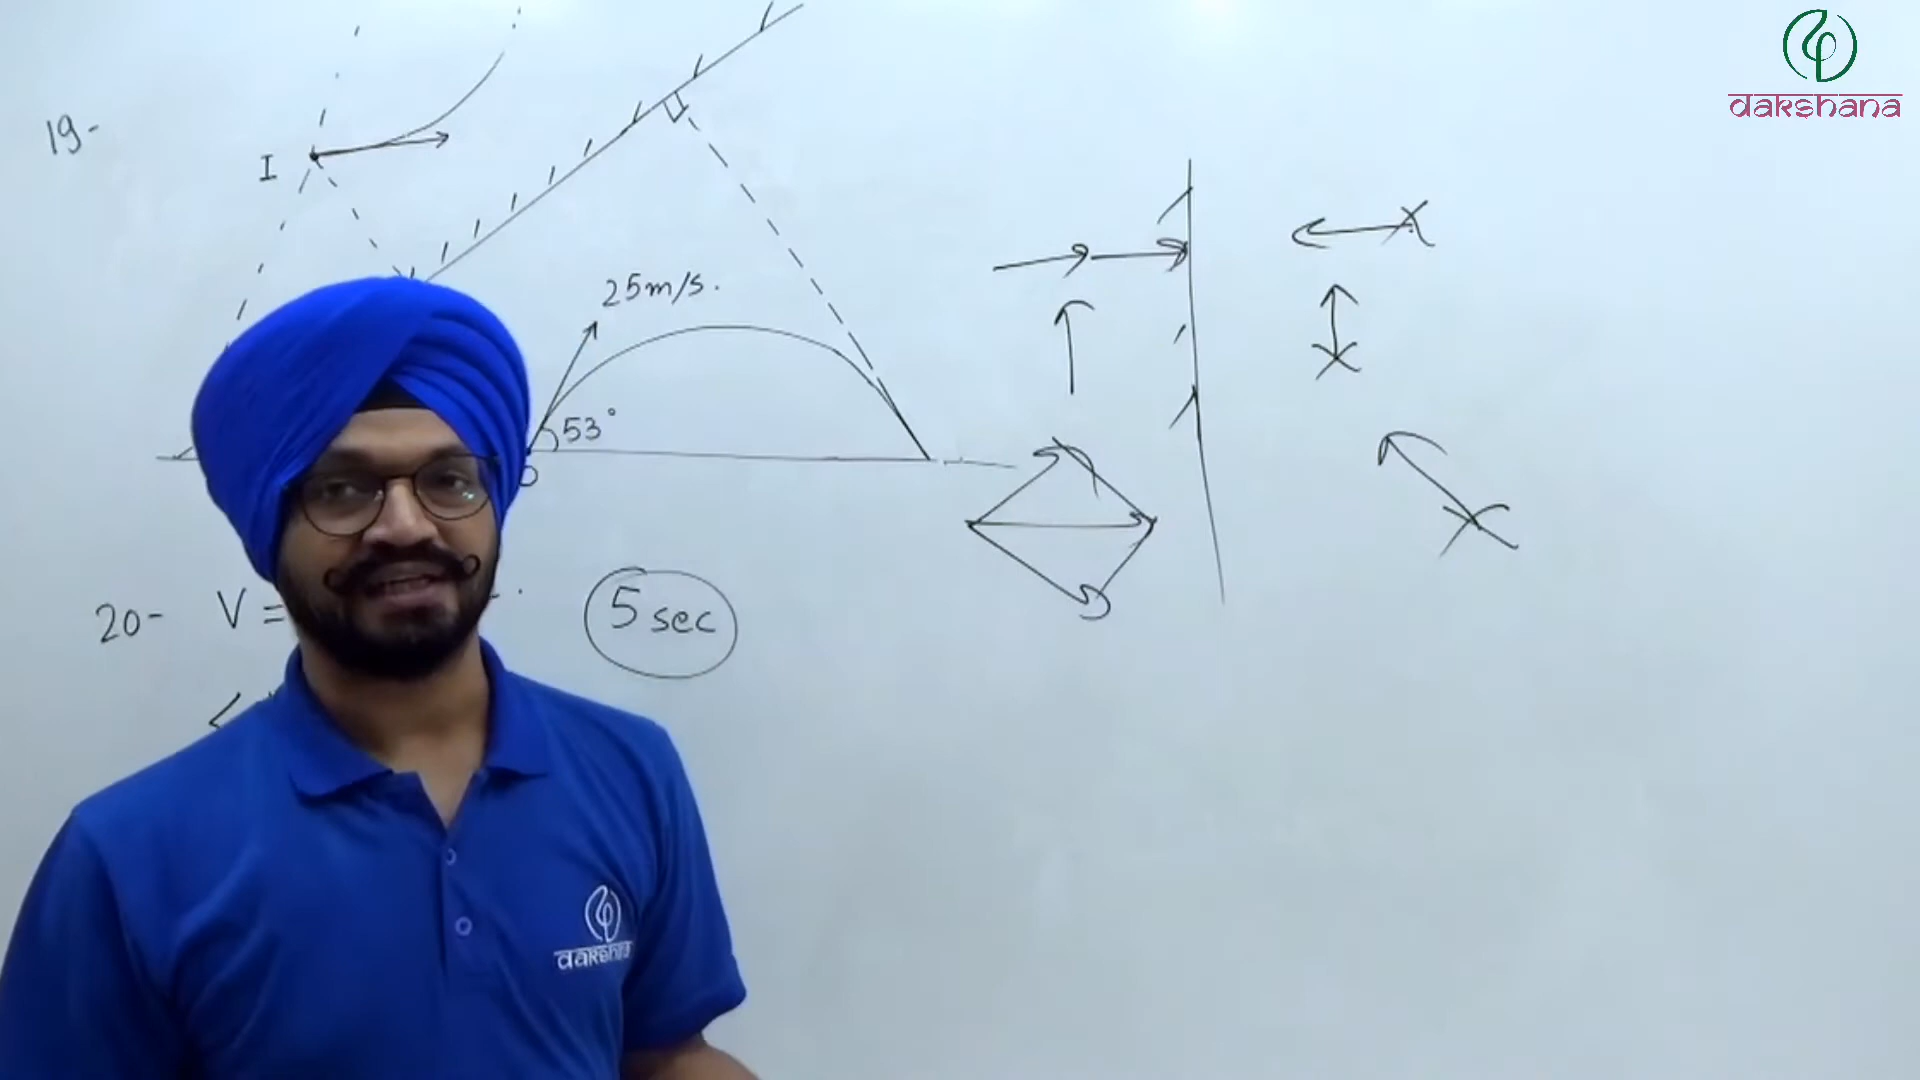 dakshana
19-
I
25m/s.
53°
O
20- V =
5 sec
dakshana